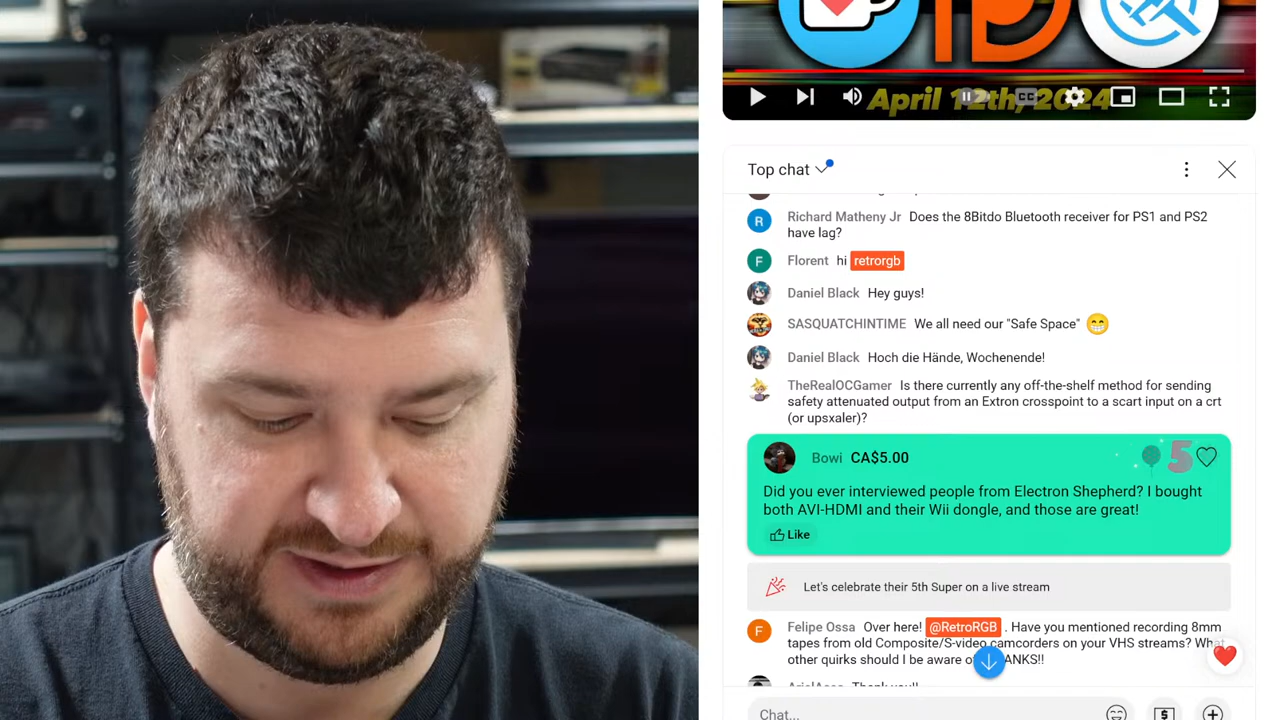 April 12th, 2024
Top chat
Richard Matheny Jr Does the 8Bitdo Bluetooth receiver for PS1 and PS2
have lag?
Florent hi retrorgb
Daniel Black Hey guys!
SASQUATCHINTIME We all need our "Safe Space"
Daniel Black Hoch die Hände, Wochenende!
TheRealOCGamer Is there currently any off-the-shelf method for sending
safety attenuated output from an Extron crosspoint to a scart input on a crt
(or upsxaler)?
Bowi CA$5.00
5
Did you ever interviewed people from Electron Shepherd? I bought
both AVI-HDMI and their Wii dongle, and those are great!
Like
Let's celebrate their 5th Super on a live stream
Felipe Ossa Over here! @RetroRGB . Have you mentioned recording 8mm
tapes from old Composite/S-video camcorders on your VHS streams? What
other quirks should I be aware
Chat...